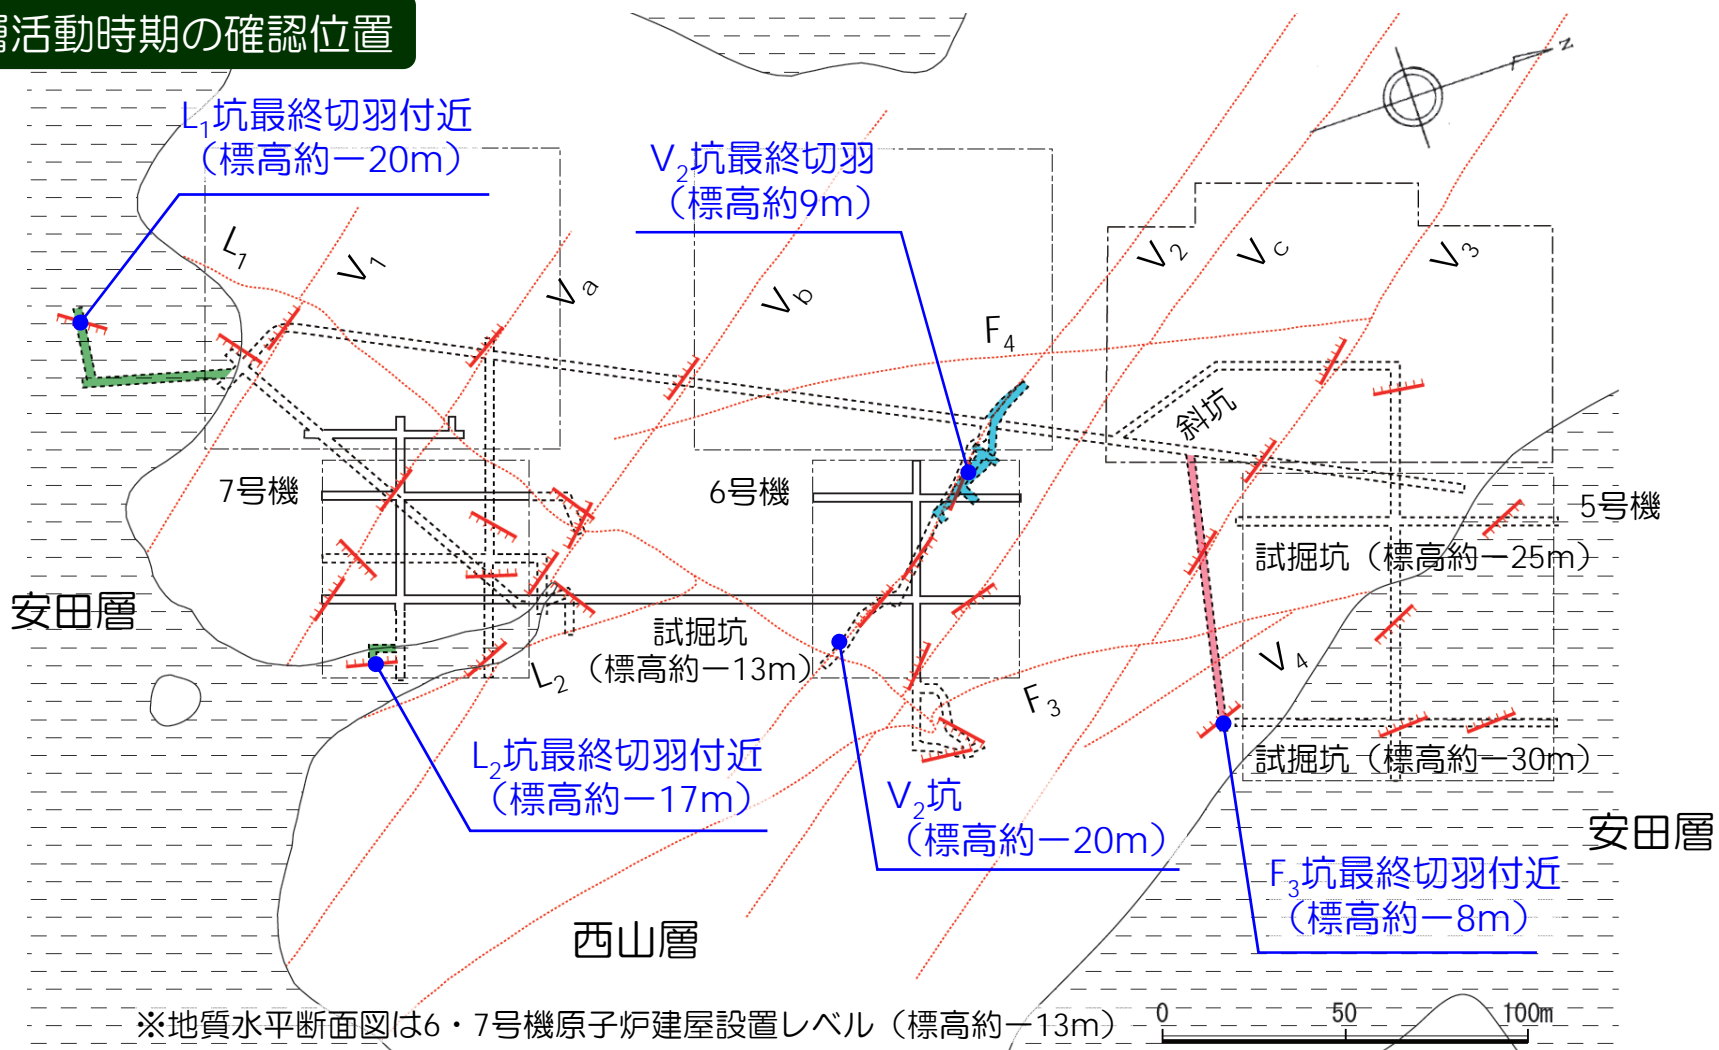 層活動時期の確認位置
N
L₁坑最終切羽付近
（標高約－20m）
V₂坑最終切羽
（標高約9m）
L₁
V₁
Va
Vb
V₂
Vc
V₃
F₄
斜坑
7号機
6号機
5号機
試掘坑（標高約－25m）
安田層
試掘坑
（標高約－13m）
L₂
F₃
V₄
L₂坑最終切羽付近
（標高約－17m）
V₂坑
（標高約－20m）
試掘坑（標高約－30m）
安田層
F₃坑最終切羽付近
（標高約－8m）
西山層
※地質水平断面図は6・7号機原子炉建屋設置レベル（標高約－13m）
0 50 100m